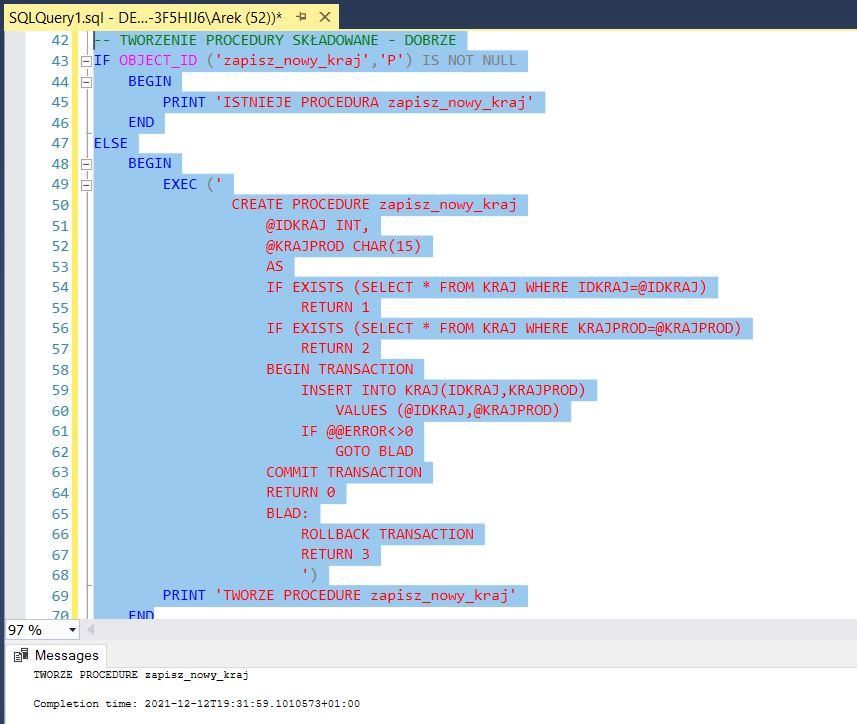 SQLQuery1.sql - DE...-3F5HIJ6\Arek (52))*
42 -- TWORZENIE PROCEDURY SKŁADOWANE - DOBRZE
43 IF OBJECT_ID ('zapisz_nowy_kraj','P') IS NOT NULL
44 BEGIN
45 PRINT 'ISTNIEJE PROCEDURA zapisz_nowy_kraj'
46 END
47 ELSE
48 BEGIN
49 EXEC ('
50 CREATE PROCEDURE zapisz_nowy_kraj
51 @IDKRAJ INT,
52 @KRAJPROD CHAR(15)
53 AS
54 IF EXISTS (SELECT * FROM KRAJ WHERE IDKRAJ=@IDKRAJ)
55 RETURN 1
56 IF EXISTS (SELECT * FROM KRAJ WHERE KRAJPROD=@KRAJPROD)
57 RETURN 2
58 BEGIN TRANSACTION
59 INSERT INTO KRAJ(IDKRAJ,KRAJPROD)
60 VALUES (@IDKRAJ,@KRAJPROD)
61 IF @@ERROR<>0
62 GOTO BLAD
63 COMMIT TRANSACTION
64 RETURN 0
65 BLAD:
66 ROLLBACK TRANSACTION
67 RETURN 3
68 ')
69 PRINT 'TWORZE PROCEDURE zapisz_nowy_kraj'
70 END
97 %
Messages
TWORZE PROCEDURE zapisz_nowy_kraj
Completion time: 2021-12-12T19:31:59.1010573+01:00